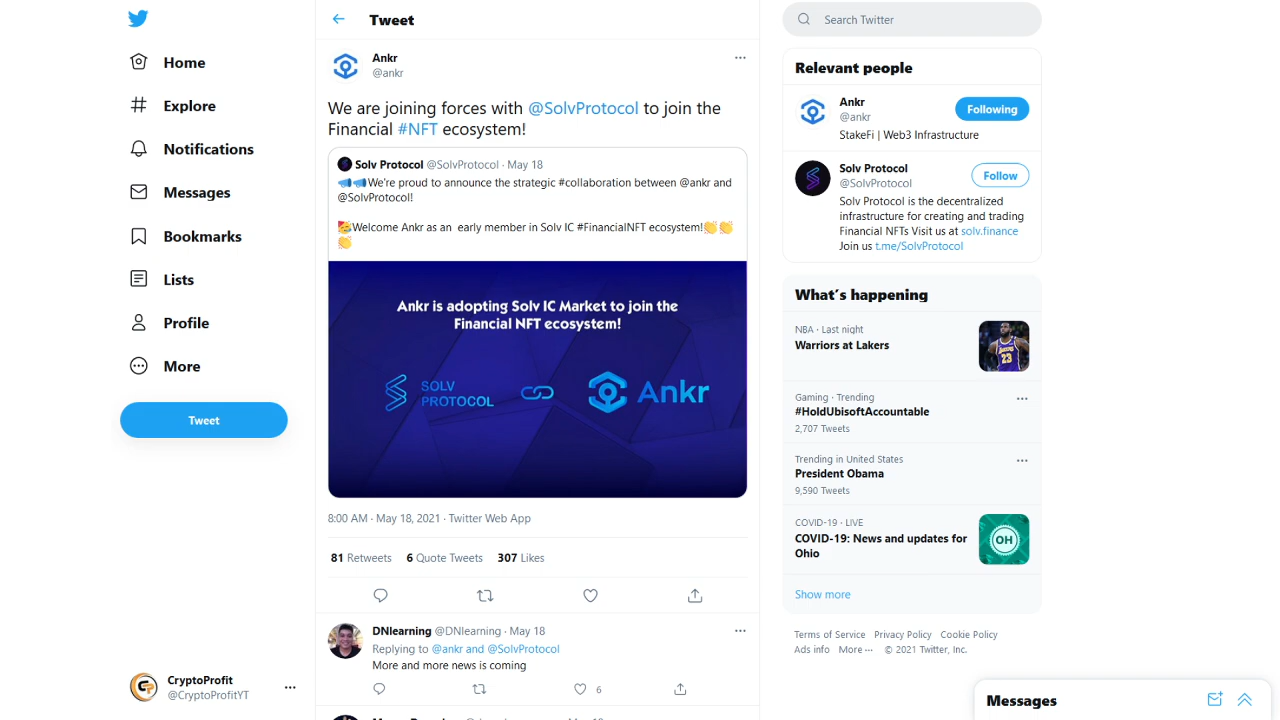 Home
Explore
Notifications
Messages
Bookmarks
Lists
Profile
More
Tweet
CryptoProfit
@CryptoProfitYT
Tweet
Ankr
@ankr
We are joining forces with @SolvProtocol to join the
Financial #NFT ecosystem!
Solv Protocol @SolvProtocol · May 18
📣📣We're proud to announce the strategic #collaboration between @ankr and
@SolvProtocol!
🥳Welcome Ankr as an early member in Solv IC #FinancialNFT ecosystem!👏👏
👏
Ankr is adopting Solv IC Market to join the
Financial NFT ecosystem!
SOLV
PROTOCOL
Ankr
8:00 AM · May 18, 2021 · Twitter Web App
81 Retweets 6 Quote Tweets 307 Likes
DNlearning @DNlearning · May 18
Replying to @ankr and @SolvProtocol
More and more news is coming
6
Search Twitter
Relevant people
Ankr
@ankr
Following
StakeFi | Web3 Infrastructure
Solv Protocol
@SolvProtocol
Follow
Solv Protocol is the decentralized
infrastructure for creating and trading
Financial NFTs Visit us at solv.finance
Join us t.me/SolvProtocol
What's happening
NBA · Last night
Warriors at Lakers
23
Gaming · Trending
#HoldUbisoftAccountable
2,707 Tweets
Trending in United States
President Obama
9,590 Tweets
COVID-19 · LIVE
COVID-19: News and updates for
Ohio
OH
Show more
Terms of Service Privacy Policy Cookie Policy
Ads info More ··· © 2021 Twitter, Inc.
Messages